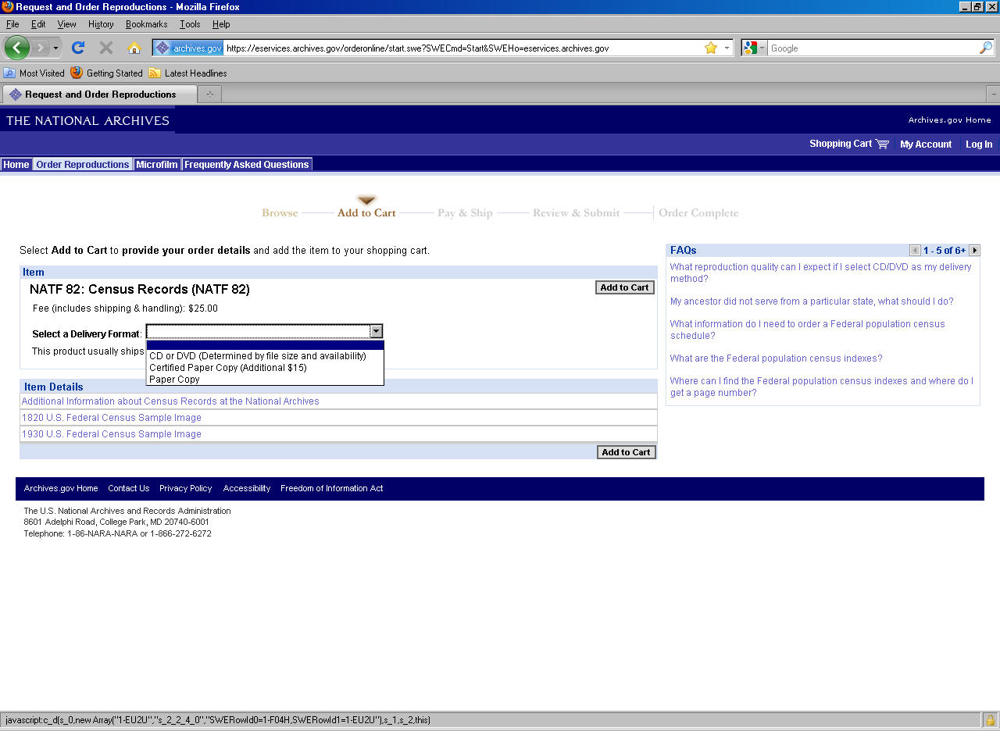 Request and Order Reproductions - Mozilla Firefox
File Edit View History Bookmarks Tools Help
archives.gov https://eservices.archives.gov/orderonline/start.swe?SWECmd=Start&SWEHo=eservices.archives.gov Google
Most Visited Getting Started Latest Headlines
Request and Order Reproductions
THE NATIONAL ARCHIVES
Archives.gov Home
Shopping Cart My Account Log In
Home Order Reproductions Microfilm Frequently Asked Questions
Browse Add to Cart Pay & Ship Review & Submit Order Complete
Select Add to Cart to provide your order details and add the item to your shopping cart.
Item
NATF 82: Census Records (NATF 82) Add to Cart
Fee (includes shipping & handling): $25.00
Select a Delivery Format:
This product usually ships
CD or DVD (Determined by file size and availability)
Certified Paper Copy (Additional $15)
Paper Copy
Item Details
Additional Information about Census Records at the National Archives
1820 U.S. Federal Census Sample Image
1930 U.S. Federal Census Sample Image
Add to Cart
FAQs 1 - 5 of 6+
What reproduction quality can I expect if I select CD/DVD as my delivery
method?
My ancestor did not serve from a particular state, what should I do?
What information do I need to order a Federal population census
schedule?
What are the Federal population census indexes?
Where can I find the Federal population census indexes and where do I
get a page number?
Archives.gov Home Contact Us Privacy Policy Accessibility Freedom of Information Act
The U.S. National Archives and Records Administration
8601 Adelphi Road, College Park, MD 20740-6001
Telephone: 1-86-NARA-NARA or 1-866-272-6272
javascript:c_d(s_0,new Array("1-EU2U","s_2_2_4_0","SWERowId0=1-F04H,SWERowId1=1-EU2U"),s_1,s_2,this)